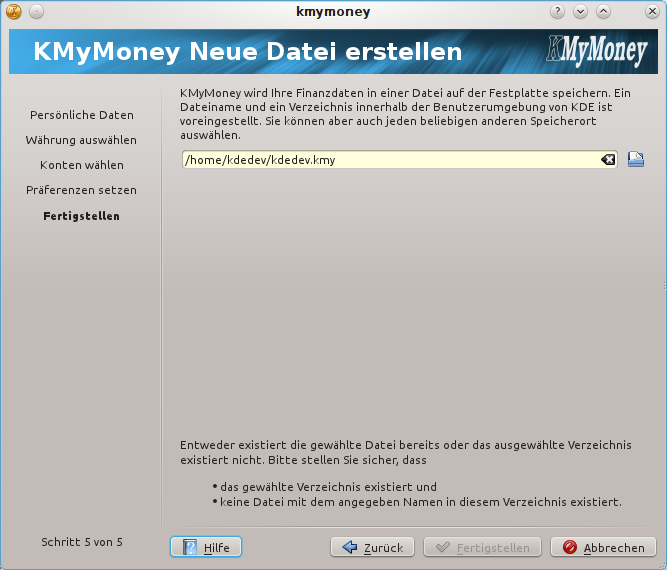 kmymoney
KMyMoney Neue Datei erstellen
KMyMoney
Persönliche Daten
Währung auswählen
Konten wählen
Präferenzen setzen
Fertigstellen
KMyMoney wird Ihre Finanzdaten in einer Datei auf der Festplatte speichern. Ein
Dateiname und ein Verzeichnis innerhalb der Benutzerumgebung von KDE ist
voreingestellt. Sie können aber auch jeden beliebigen anderen Speicherort
auswählen.
/home/kdedev/kdedev.kmy
Entweder existiert die gewählte Datei bereits oder das ausgewählte Verzeichnis
existiert nicht. Bitte stellen Sie sicher, dass
• das gewählte Verzeichnis existiert und
• keine Datei mit dem angegeben Namen in diesem Verzeichnis existiert.
Schritt 5 von 5
Hilfe
Zurück
Fertigstellen
Abbrechen